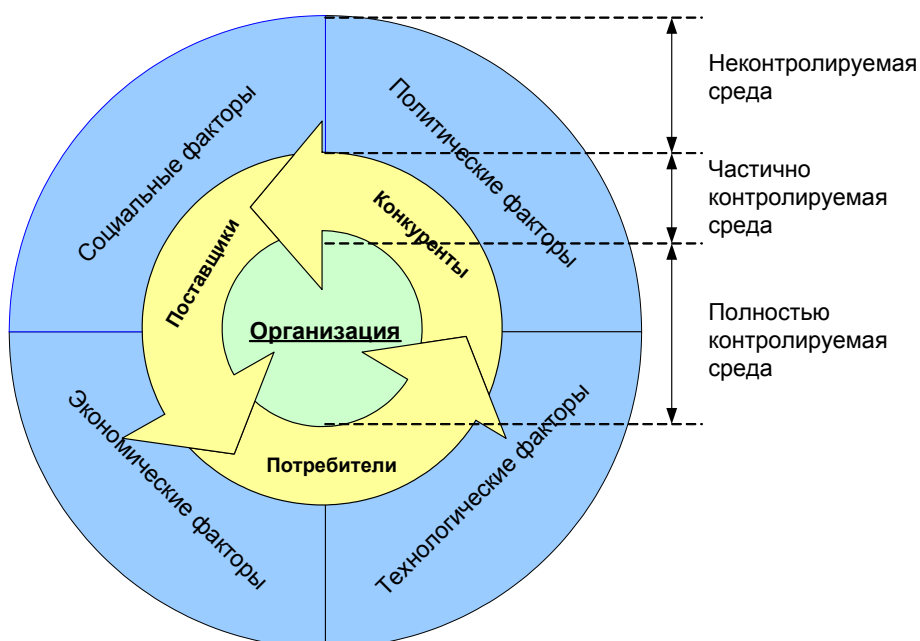 Неконтролируемая
среда
Социальные факторы
Политические факторы
Частично
контролируемая
среда
Поставщики
Конкуренты
Организация
Полностью
контролируемая
среда
Экономические факторы
Потребители
Технологические факторы